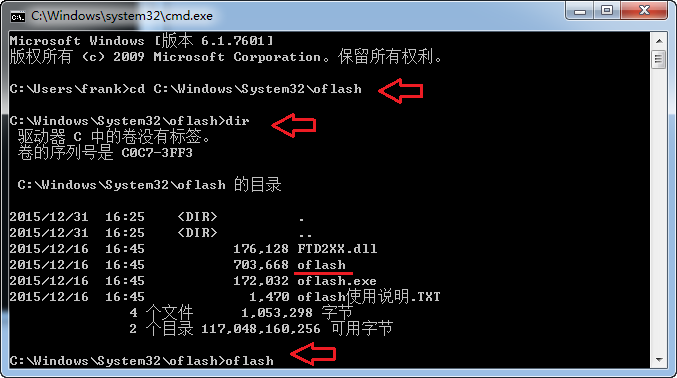 C:\Windows\system32\cmd.exe
Microsoft Windows [版本 6.1.7601]
版权所有 (c) 2009 Microsoft Corporation。保留所有权利。
C:\Users\frank>cd C:\Windows\System32\oflash
C:\Windows\System32\oflash>dir
驱动器 C 中的卷没有标签。
卷的序列号是 C0C7-3FF3
C:\Windows\System32\oflash 的目录
2015/12/31  16:25    <DIR>          .
2015/12/31  16:25    <DIR>          ..
2015/12/16  16:45           176,128 FTD2XX.dll
2015/12/16  16:45           703,668 oflash
2015/12/16  16:45           172,032 oflash.exe
2015/12/16  16:45             1,470 oflash使用说明.TXT
4 个文件      1,053,298 字节
2 个目录 117,048,160,256 可用字节
C:\Windows\System32\oflash>oflash